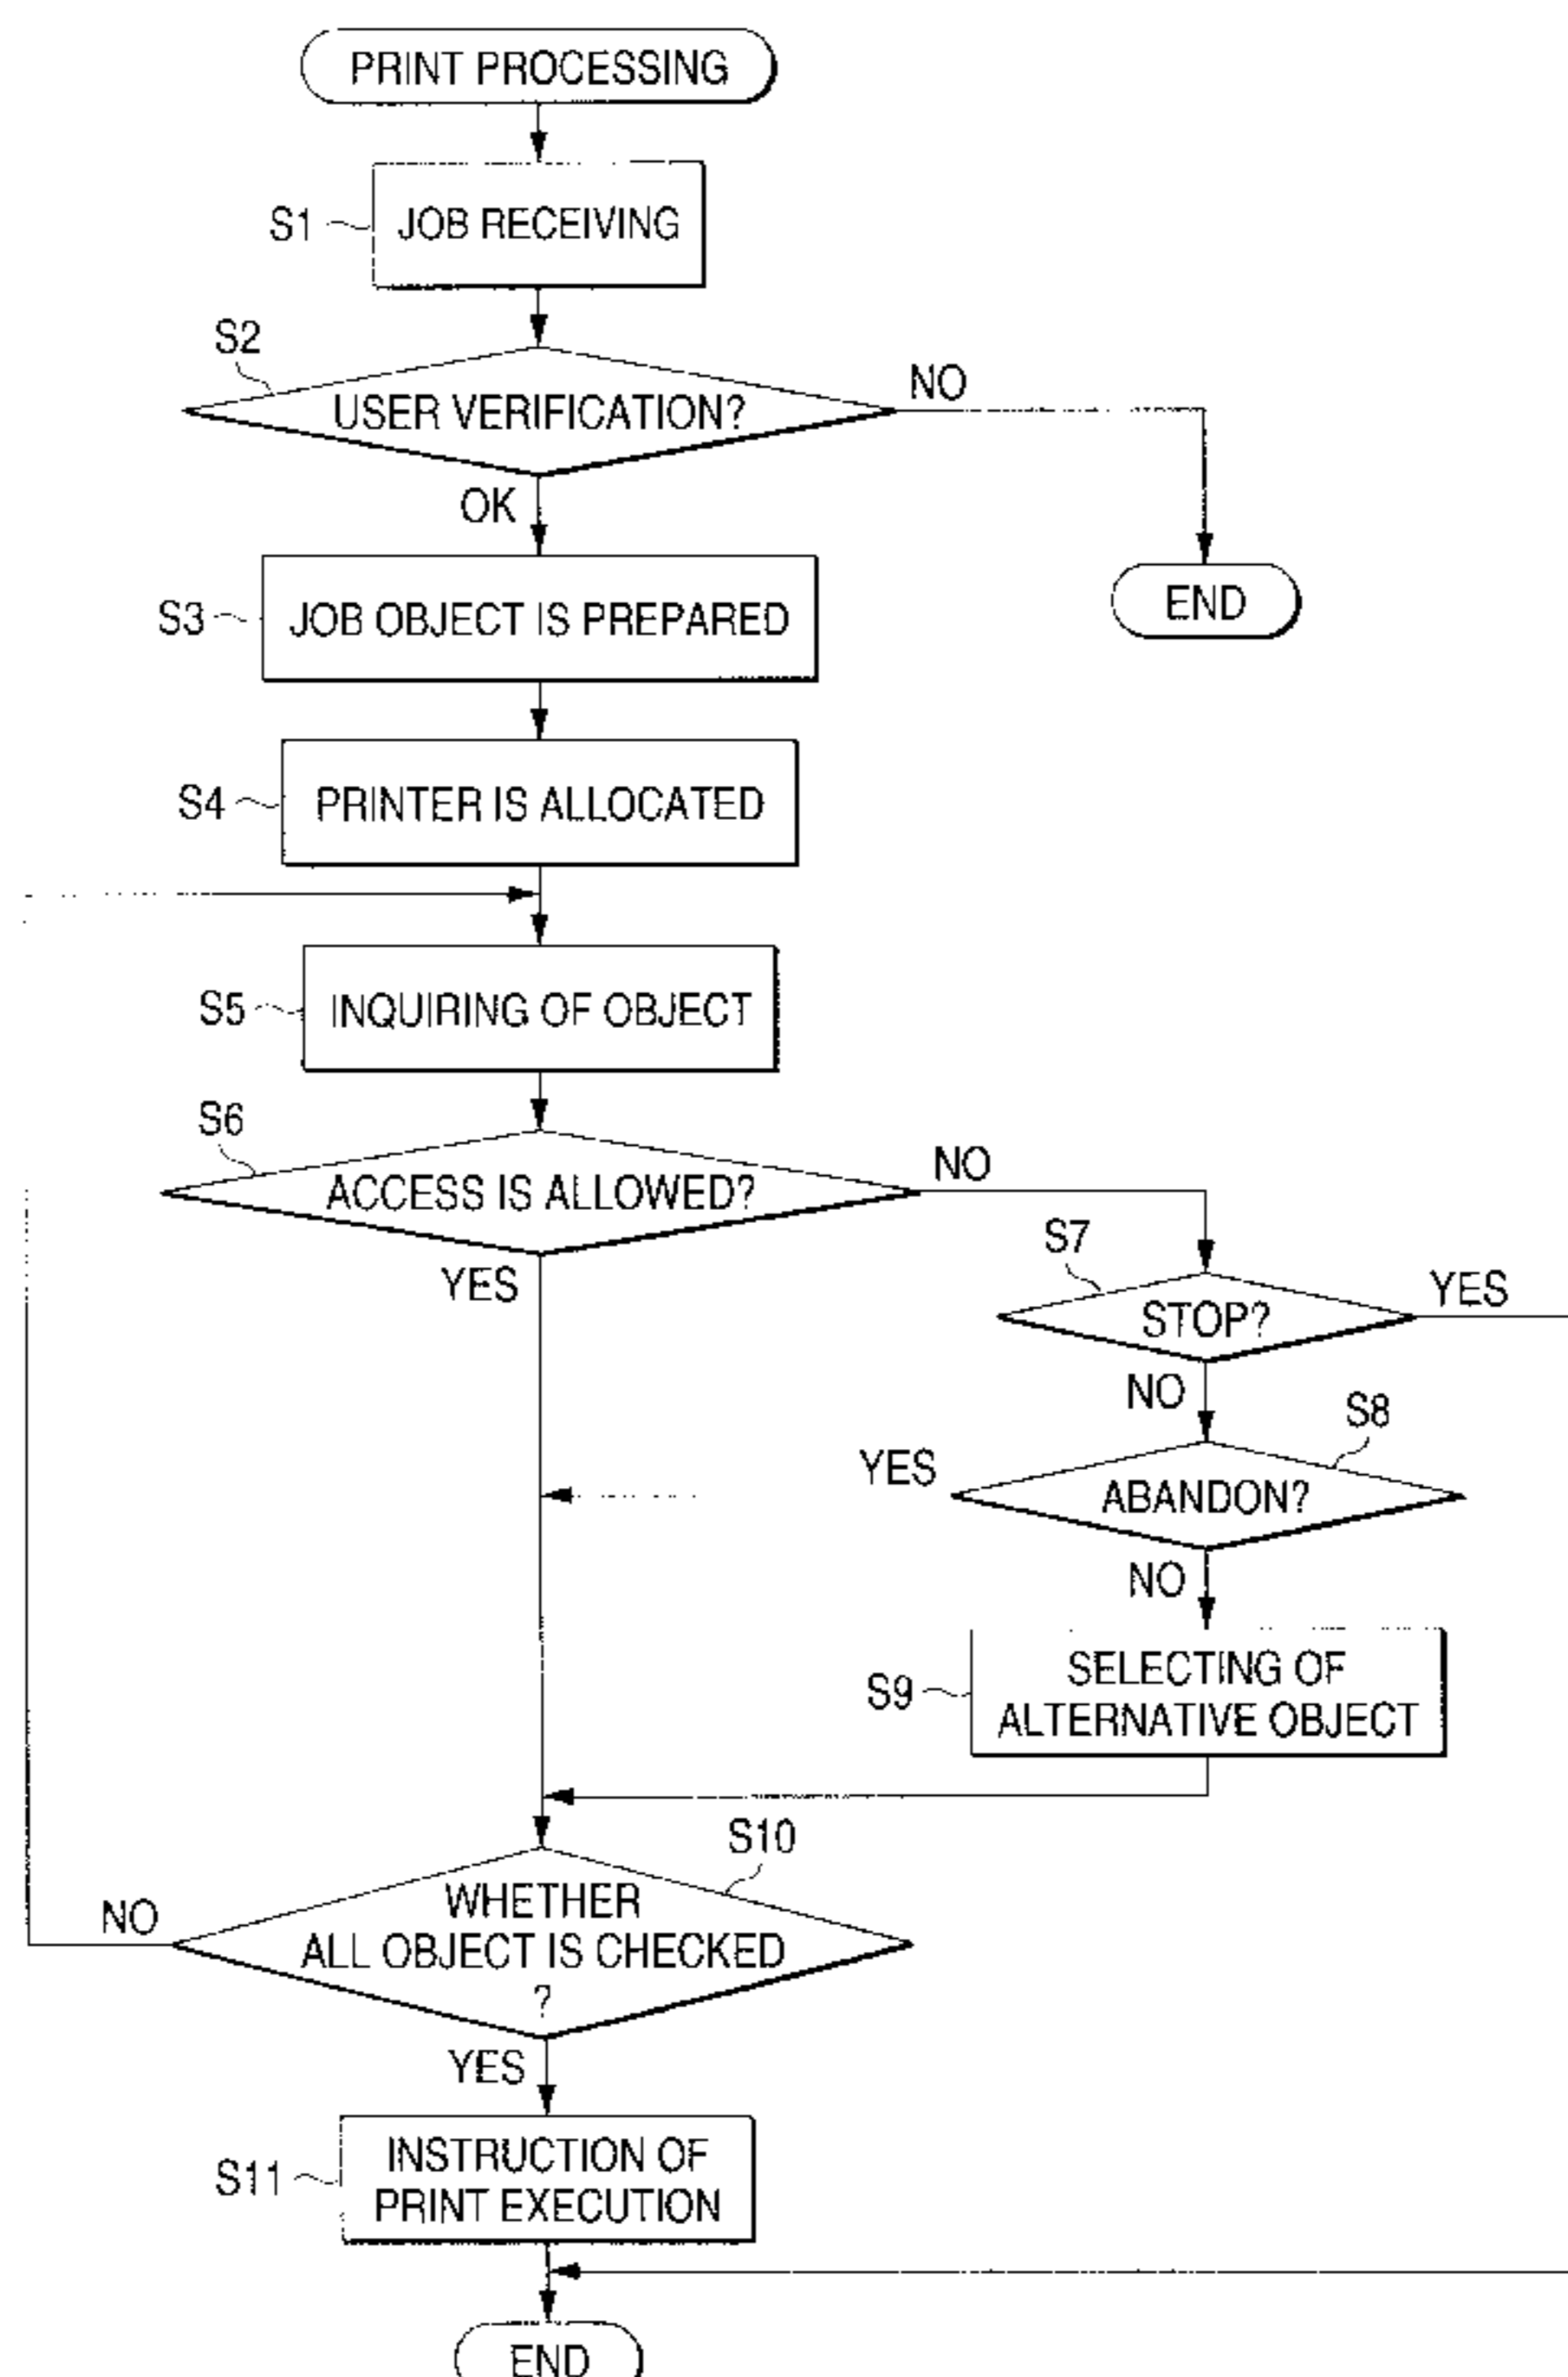 PRINT PROCESSING
S1
JOB RECEIVING
S2
USER VERIFICATION?
NO
OK
S3
JOB OBJECT IS PREPARED
END
S4
PRINTER IS ALLOCATED
S5
INQUIRING OF OBJECT
S6
ACCESS IS ALLOWED?
NO
YES
S7
STOP?
YES
NO
S8
YES
ABANDON?
NO
S9
SELECTING OF
ALTERNATIVE OBJECT
S10
WHETHER
ALL OBJECT IS CHECKED
?
NO
YES
S11
INSTRUCTION OF
PRINT EXECUTION
END